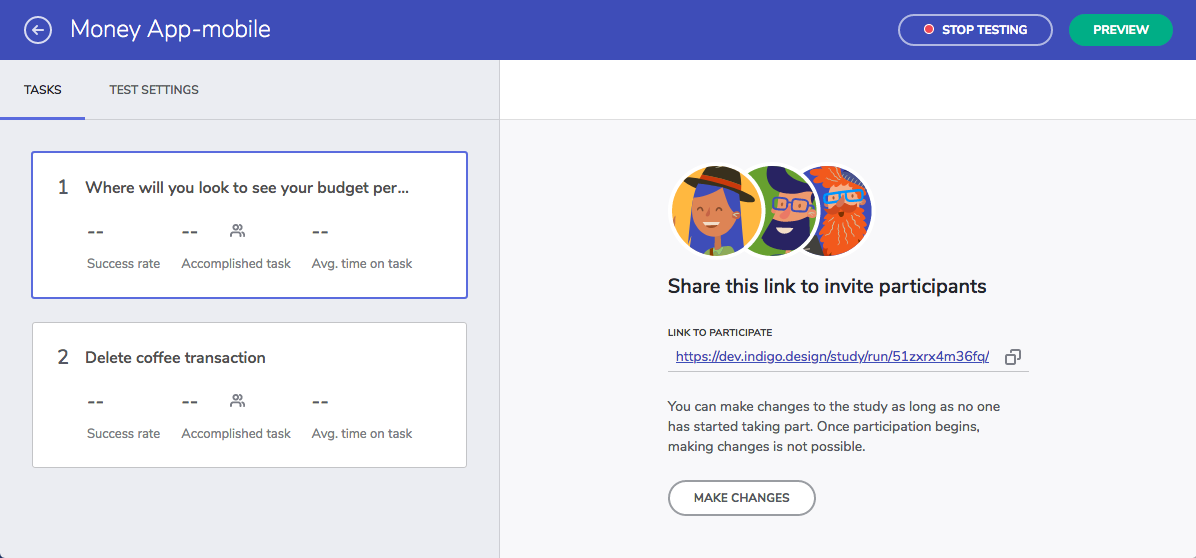 Money App-mobile
STOP TESTING
PREVIEW
TASKS
TEST SETTINGS
1 Where will you look to see your budget per...
-- -- --
Success rate Accomplished task Avg. time on task
2 Delete coffee transaction
-- -- --
Success rate Accomplished task Avg. time on task
Share this link to invite participants
LINK TO PARTICIPATE
https://dev.indigo.design/study/run/51zxrx4m36fq/
You can make changes to the study as long as no one
has started taking part. Once participation begins,
making changes is not possible.
MAKE CHANGES